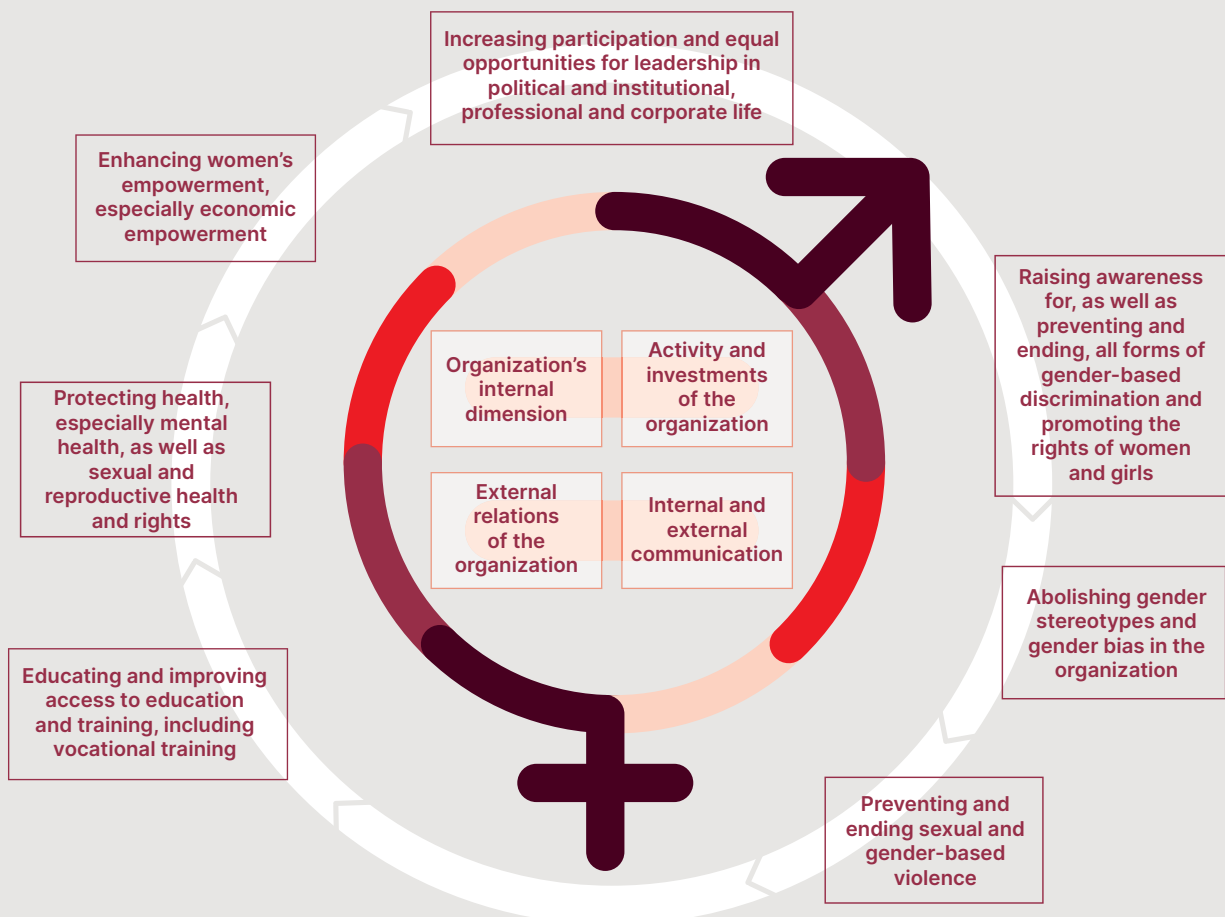 Increasing participation and equal
opportunities for leadership in
political and institutional,
professional and corporate life
Enhancing women’s
empowerment,
especially economic
empowerment
Raising awareness
for, as well as
preventing and
ending, all forms of
gender-based
discrimination and
promoting the
rights of women
and girls
Organization’s
internal
dimension
Activity and
investments
of the
organization
Protecting health,
especially mental
health, as well as
sexual and
reproductive health
and rights
External
relations
of the
organization
Internal and
external
communication
Abolishing gender
stereotypes and
gender bias in the
organization
Educating and improving
access to education
and training, including
vocational training
Preventing and
ending sexual and
gender-based
violence